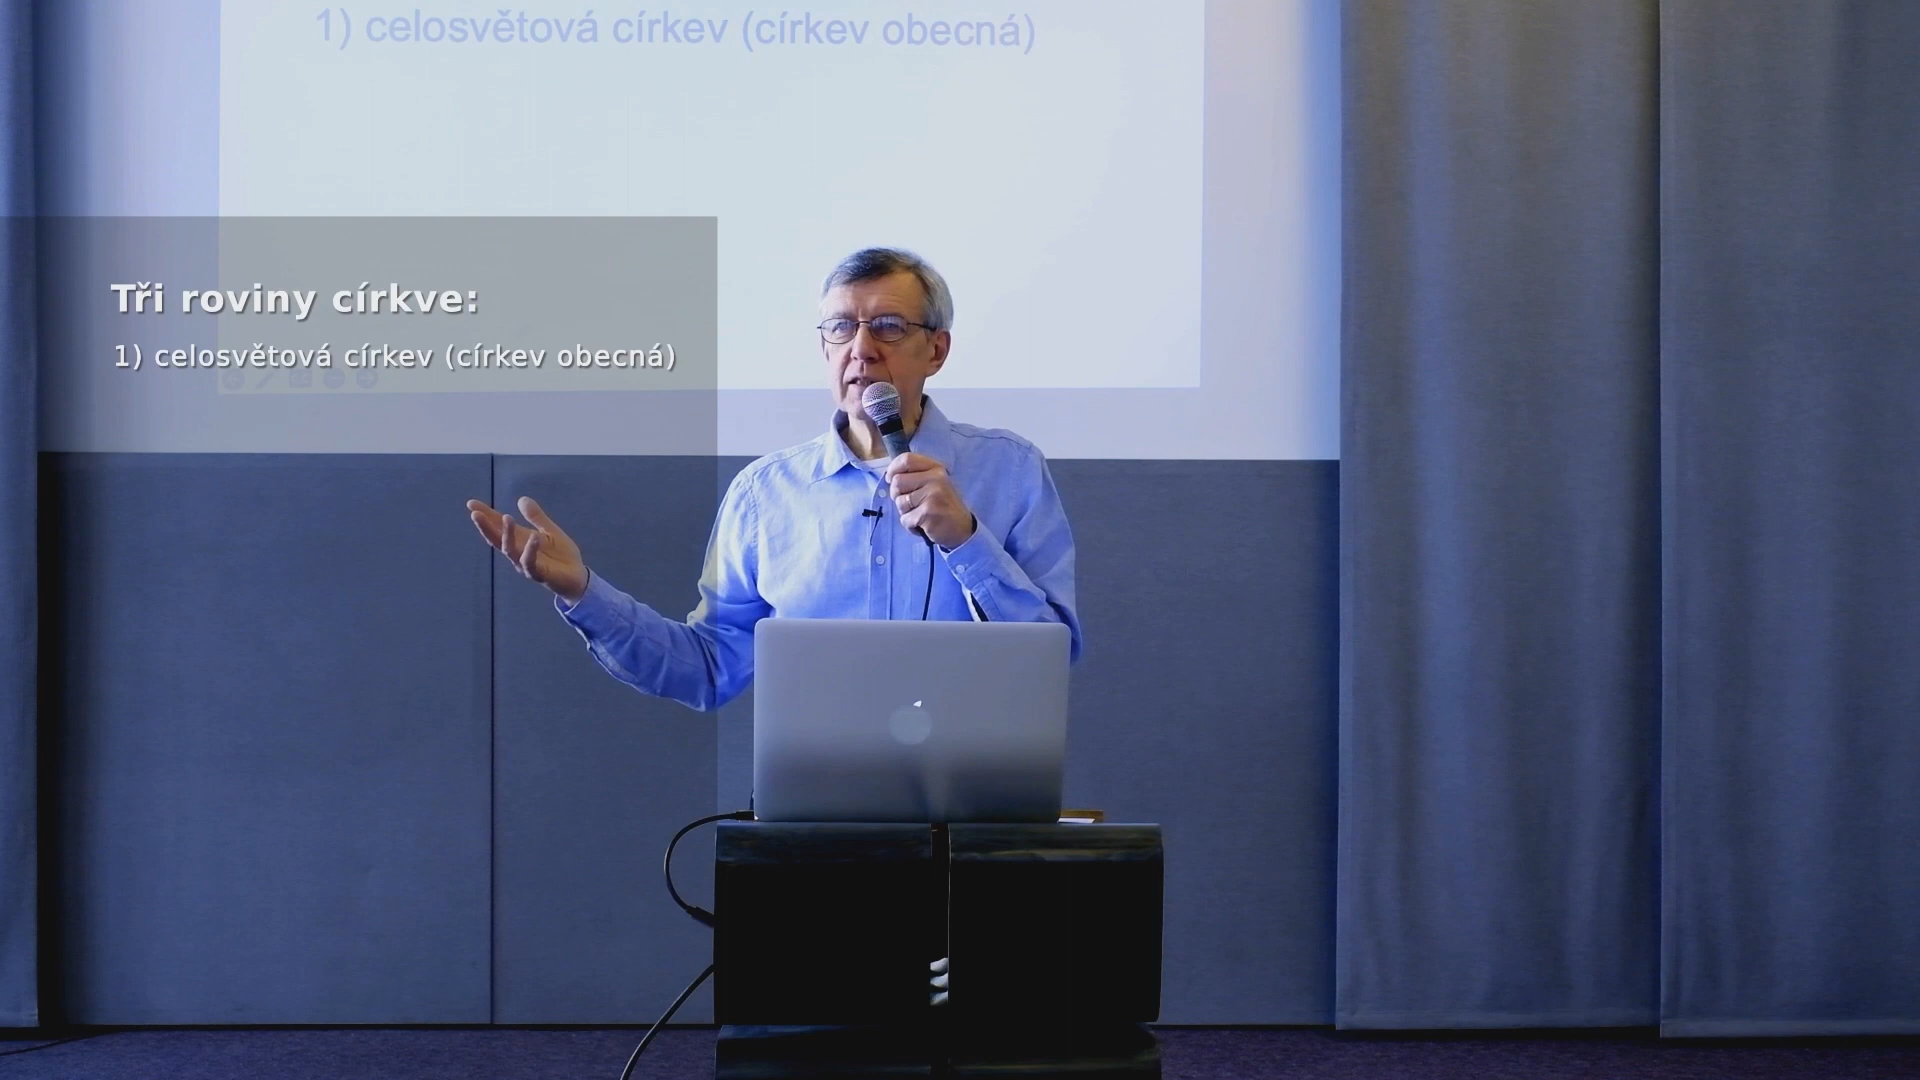 1) celosvětová církev (církev obecná)
Tři roviny církve:
1) celosvětová církev (církev obecná)